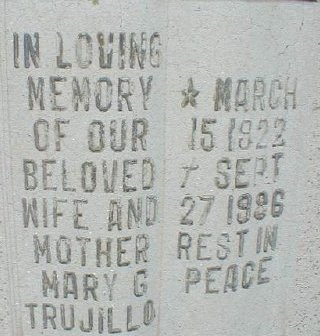 IN LOVING
MEMORY
OF OUR
BELOVED
WIFE AND
MOTHER
MARY G
TRUJILLO
★ MARCH
15 1922
† SEPT
27 1986
REST IN
PEACE